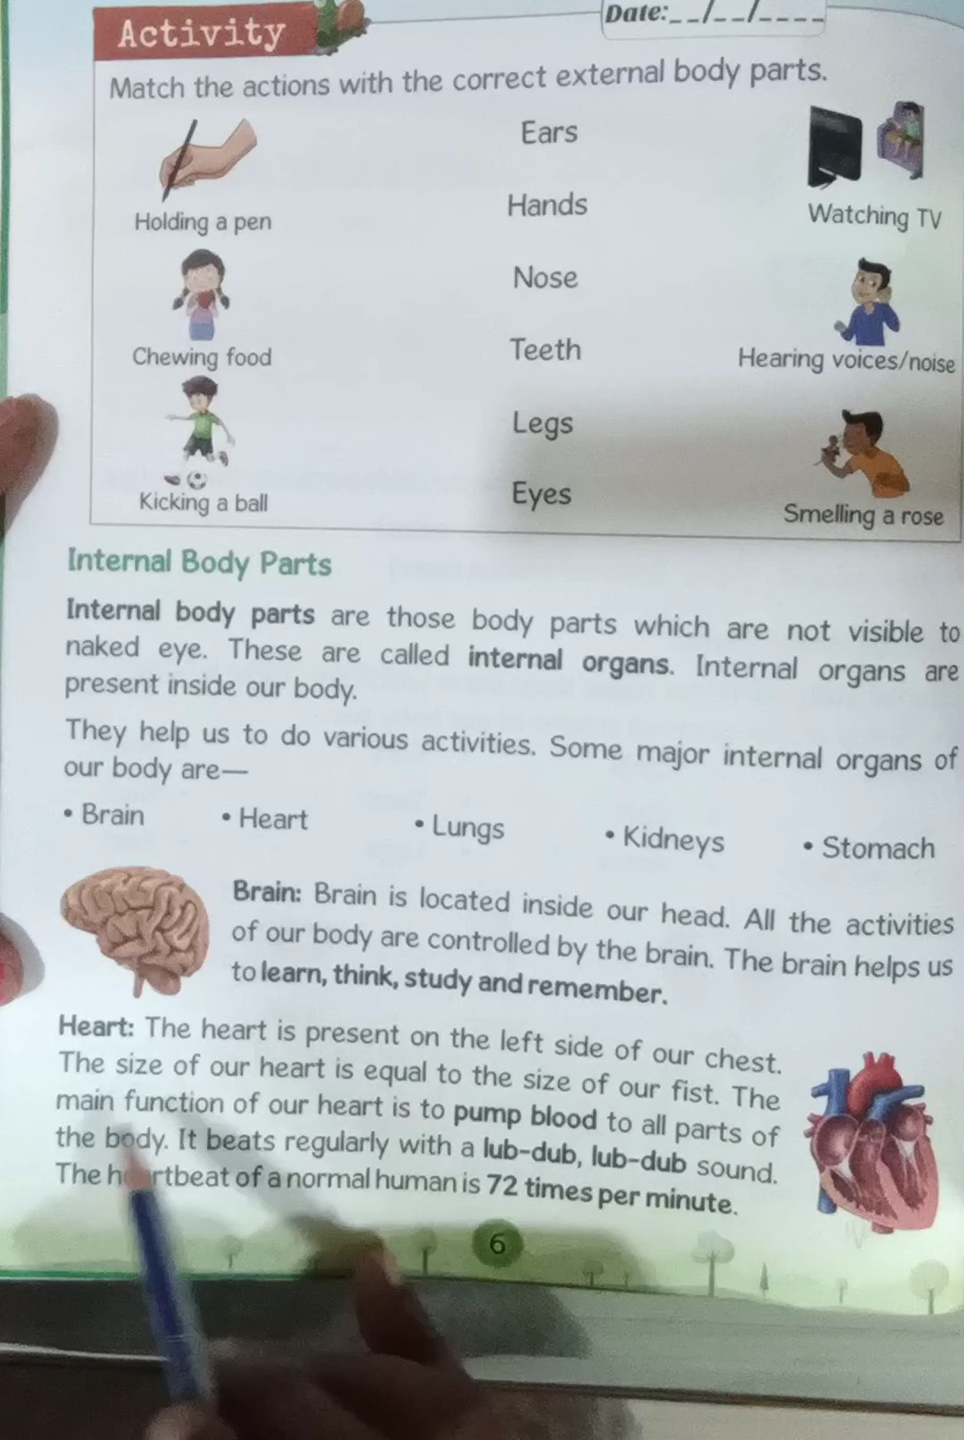 Activity
Date:__/__/____
Match the actions with the correct external body parts.
Holding a pen
Ears
Hands
Watching TV
Nose
Chewing food
Teeth
Hearing voices/noise
Legs
Kicking a ball
Eyes
Smelling a rose
Internal Body Parts
Internal body parts are those body parts which are not visible to
naked eye. These are called internal organs. Internal organs are
present inside our body.
They help us to do various activities. Some major internal organs of
our body are—
• Brain • Heart • Lungs • Kidneys • Stomach
Brain: Brain is located inside our head. All the activities
of our body are controlled by the brain. The brain helps us
to learn, think, study and remember.
Heart: The heart is present on the left side of our chest.
The size of our heart is equal to the size of our fist. The
main function of our heart is to pump blood to all parts of
the body. It beats regularly with a lub-dub, lub-dub sound.
The heartbeat of a normal human is 72 times per minute.
6